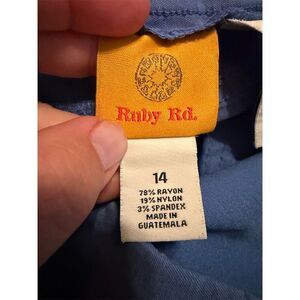 Ruby Rd.
14
78% RAYON
19% NYLON
3% SPANDEX
MADE IN
GUATEMALA